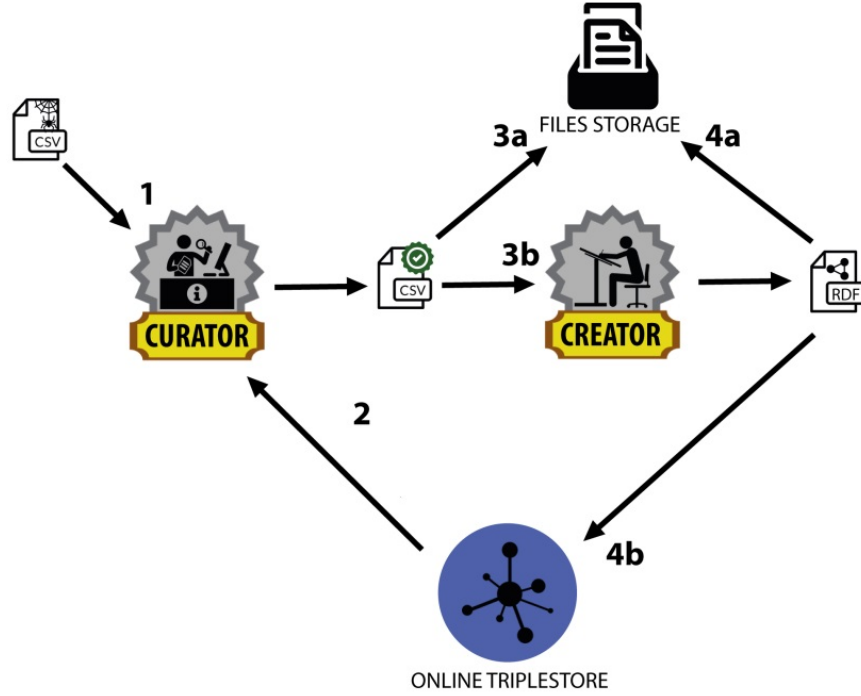 FILES STORAGE
CSV
3a
4a
1
3b
CSV
RDF
i
CURATOR
CREATOR
2
4b
ONLINE TRIPLESTORE